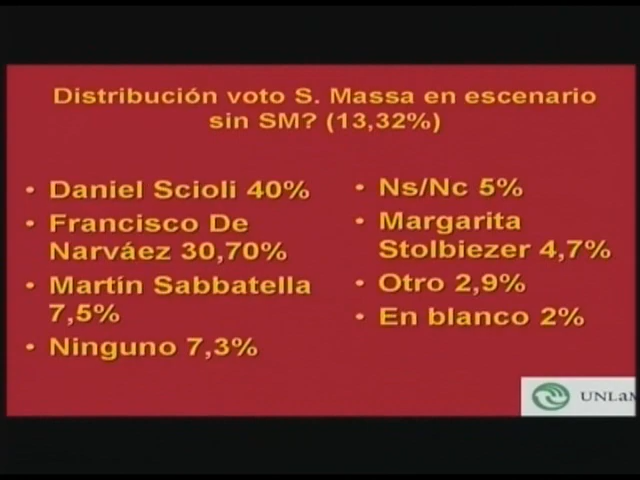 Distribución voto S. Massa en escenario
sin SM? (13,32%)
• Daniel Scioli 40%
• Francisco De
Narváez 30,70%
• Martín Sabbatella
7,5%
• Ninguno 7,3%
• Ns/Nc 5%
• Margarita
Stolbiezer 4,7%
• Otro 2,9%
• En blanco 2%
UNLaM